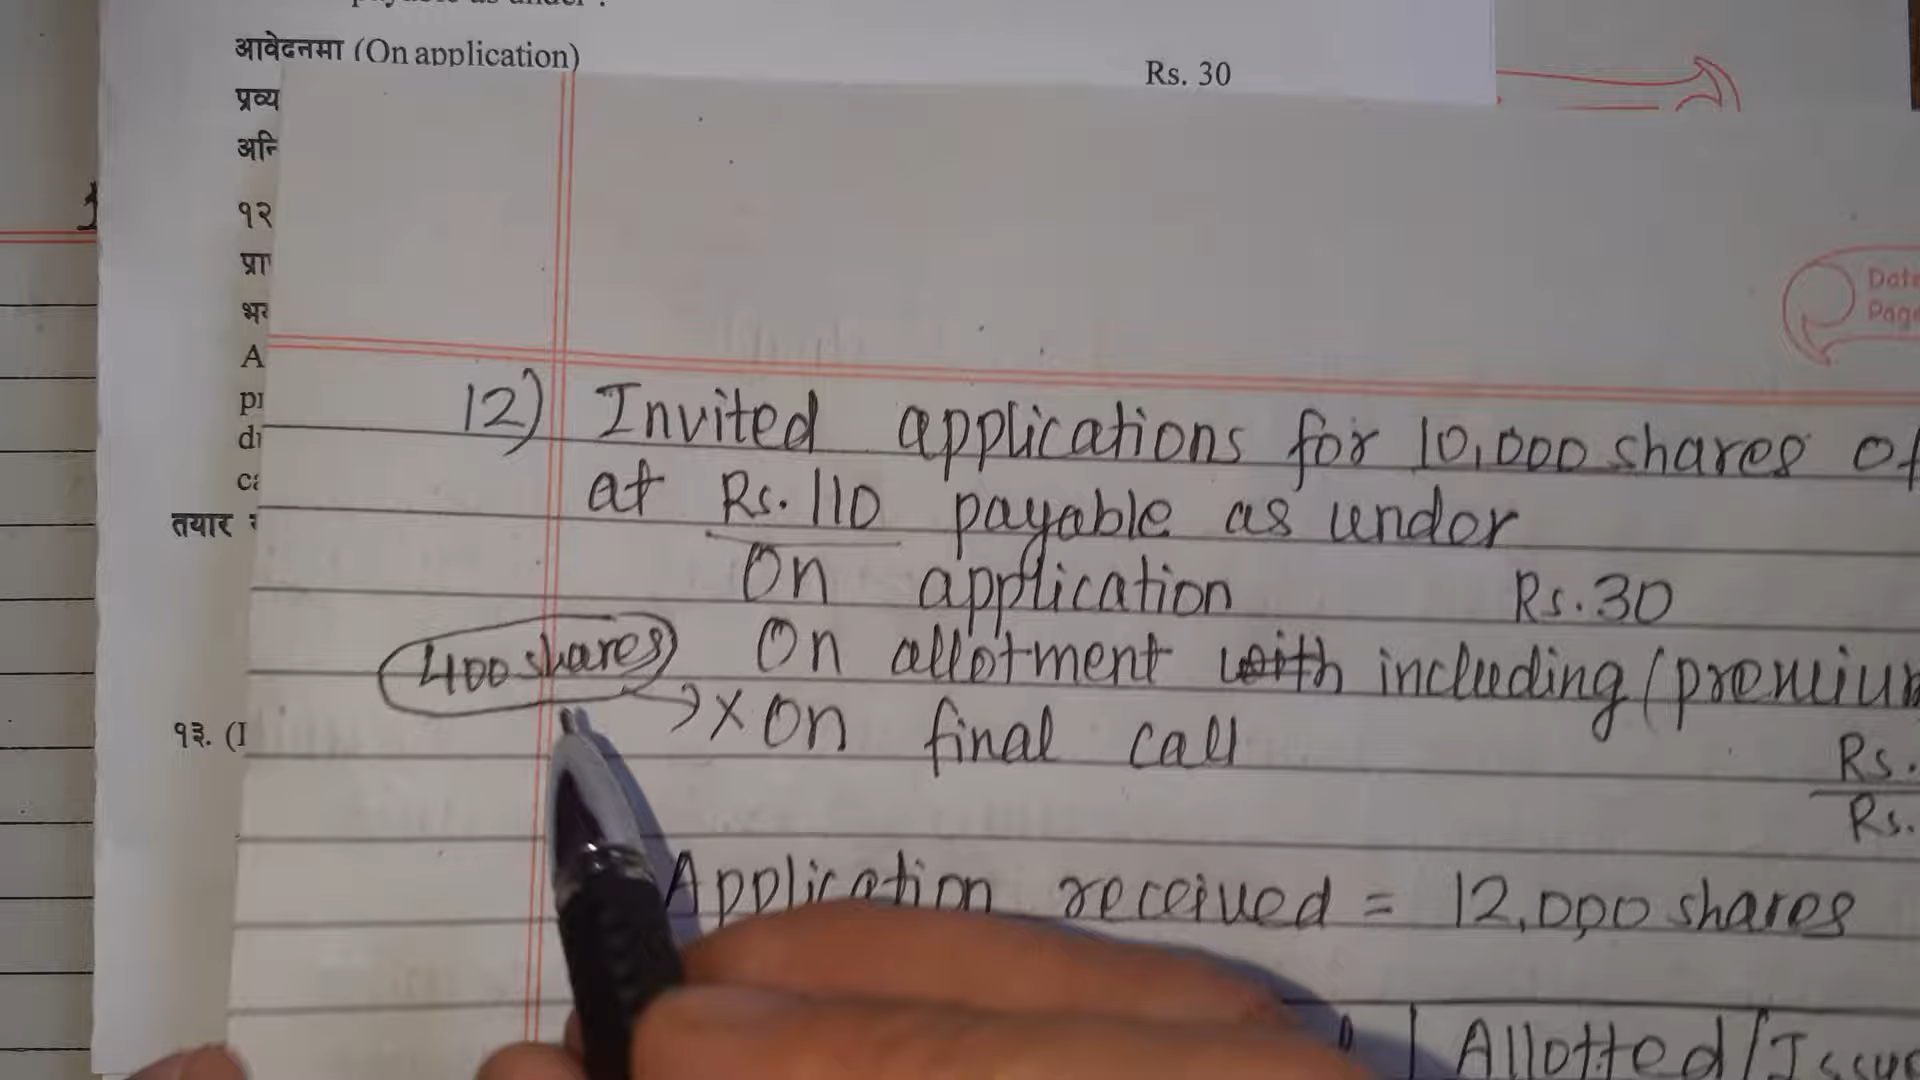 आवेदनमा (On application) Rs. 30
१२
A
Date
Page
12) Invited applications for 10,000 shares of
at Rs. 110 payable as under
On application Rs. 30
400 shares On allotment with including (premium
x On final call
Rs.
Rs.
तयार
१३. (I
Application received = 12,000 shares
Allotted/Issue